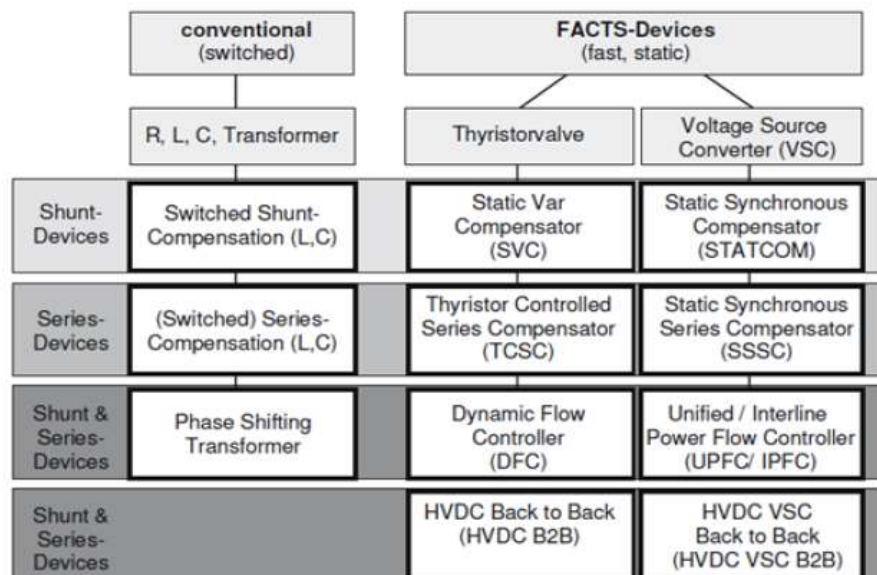 conventional
(switched)
FACTS-Devices
(fast, static)
R, L, C, Transformer
Thyristorvalve
Voltage Source
Converter (VSC)
Shunt-
Devices
Switched Shunt-
Compensation (L,C)
Static Var
Compensator
(SVC)
Static Synchronous
Compensator
(STATCOM)
Series-
Devices
(Switched) Series-
Compensation (L,C)
Thyristor Controlled
Series Compensator
(TCSC)
Static Synchronous
Series Compensator
(SSSC)
Shunt &
Series-
Devices
Phase Shifting
Transformer
Dynamic Flow
Controller
(DFC)
Unified / Interline
Power Flow Controller
(UPFC/ IPFC)
Shunt &
Series-
Devices
HVDC Back to Back
(HVDC B2B)
HVDC VSC
Back to Back
(HVDC VSC B2B)